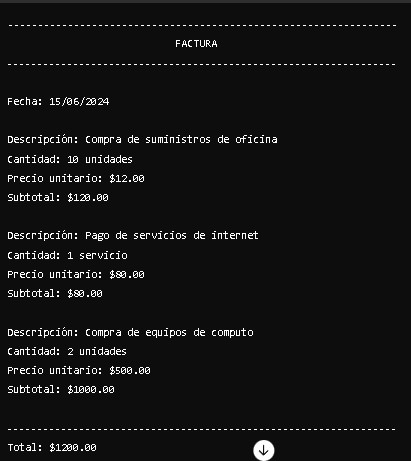 -----------------------------------------------------------------
FACTURA
-----------------------------------------------------------------
Fecha: 15/06/2024
Descripción: Compra de suministros de oficina
Cantidad: 10 unidades
Precio unitario: $12.00
Subtotal: $120.00
Descripción: Pago de servicios de internet
Cantidad: 1 servicio
Precio unitario: $80.00
Subtotal: $80.00
Descripción: Compra de equipos de computo
Cantidad: 2 unidades
Precio unitario: $500.00
Subtotal: $1000.00
-----------------------------------------------------------------
Total: $1200.00